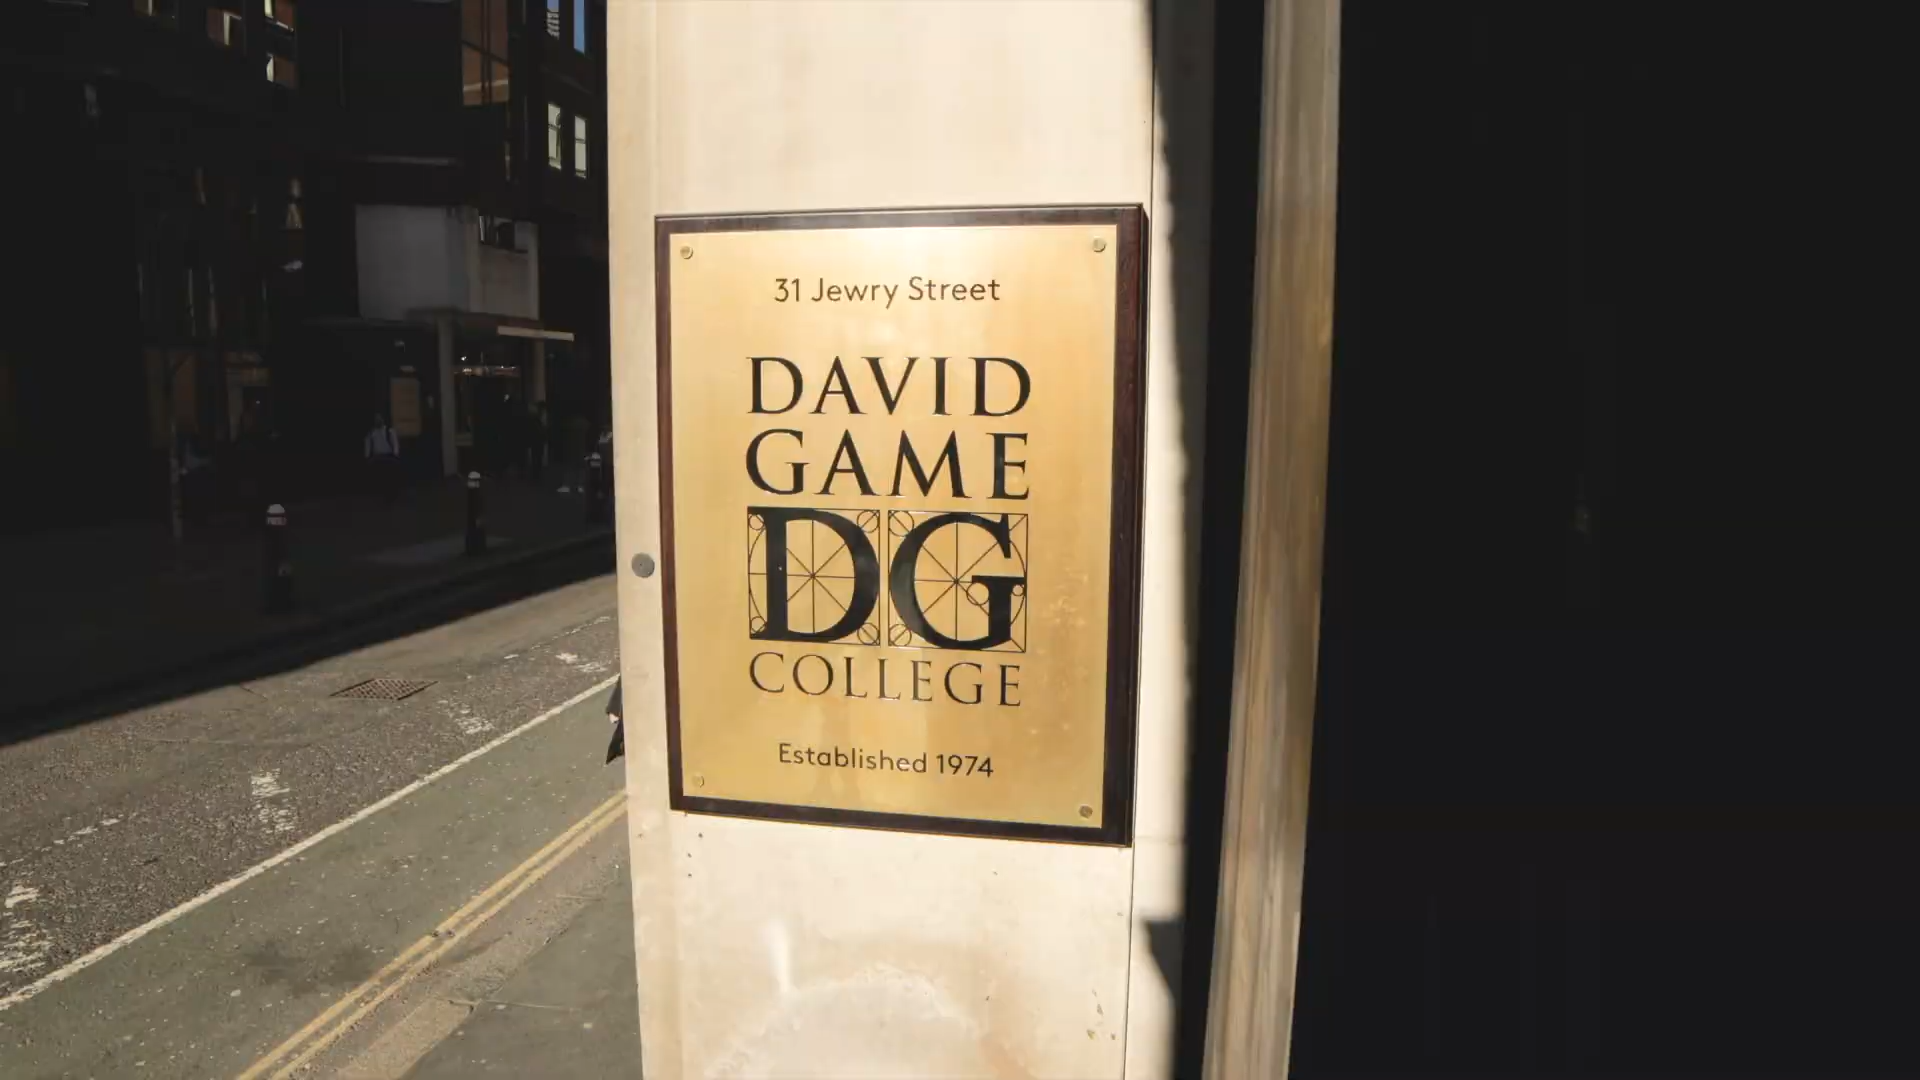 31 Jewry Street
DAVID
GAME
DG
COLLEGE
Established 1974